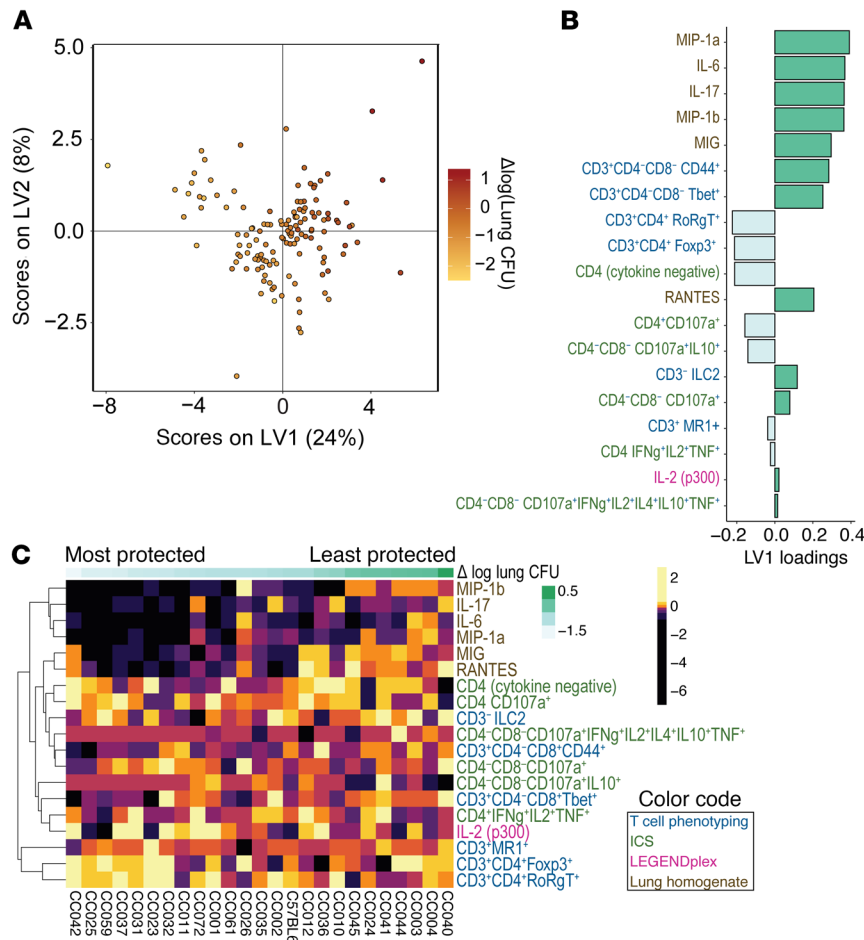 A
5.0
2.5
0.0
−2.5
Scores on LV2 (8%)
−8
−4
0
4
Scores on LV1 (24%)
1
0
−1
−2
Δlog(Lung CFU)
B
MIP-1a
IL-6
IL-17
MIP-1b
MIG
CD3⁺CD4⁻CD8⁻ CD44⁺
CD3⁺CD4⁻CD8⁻ Tbet⁺
CD3⁺CD4⁺ RoRgT⁺
CD3⁺CD4⁺ Foxp3⁺
CD4 (cytokine negative)
RANTES
CD4⁺CD107a⁺
CD4⁻CD8⁻ CD107a⁺IL10⁺
CD3⁻ ILC2
CD4⁻CD8⁻ CD107a⁺
CD3⁺ MR1+
CD4 IFNg⁺IL2⁺TNF⁺
IL-2 (p300)
CD4⁻CD8⁻ CD107a⁺IFNg⁺IL2⁺IL4⁺IL10⁺TNF⁺
−0.2
0.0
0.2
0.4
LV1 loadings
C
Most protected
Least protected
Δ log lung CFU
MIP-1b
IL-17
IL-6
MIP-1a
MIG
RANTES
CD4 (cytokine negative)
CD4 CD107a⁺
CD3⁻ ILC2
CD4⁻CD8⁻CD107a⁺IFNg⁺IL2⁺IL4⁺IL10⁺TNF⁺
CD3⁺CD4⁻CD8⁺CD44⁺
CD4⁻CD8⁻CD107a⁺
CD4⁻CD8⁻CD107a⁺IL10⁺
CD3⁺CD4⁻CD8⁺Tbet⁺
CD4⁺IFNg⁺IL2⁺TNF⁺
IL-2 (p300)
CD3⁺MR1⁺
CD3⁺CD4⁺Foxp3⁺
CD3⁺CD4⁺RoRgT⁺
0.5
−1.5
2
0
−2
−4
−6
Color code
T cell phenotyping
ICS
LEGENDplex
Lung homogenate
CC042
CC025
CC059
CC037
CC031
CC023
CC032
CC011
CC072
CC001
CC061
CC026
CC035
CC002
C57BL6
CC012
CC036
CC010
CC045
CC024
CC041
CC044
CC003
CC004
CC040